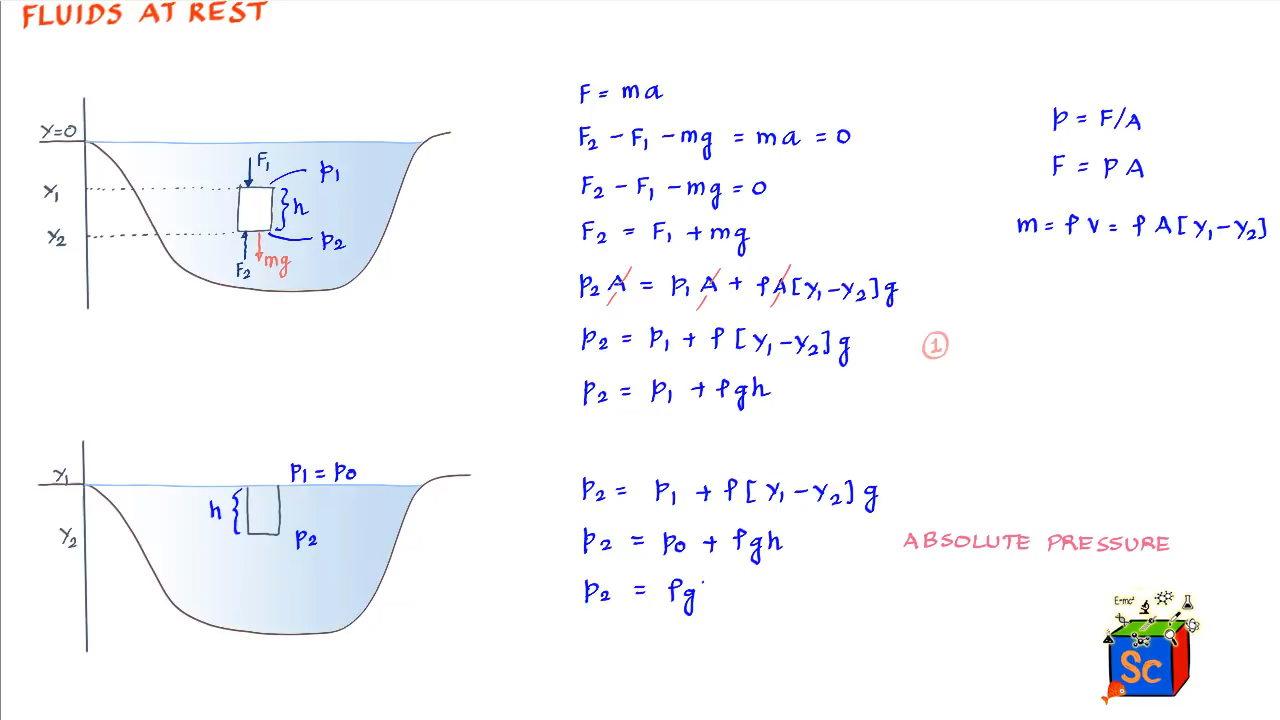 FLUIDS AT REST
Y=0
Y₁
Y₂
F₁
p₁
h
p₂
F₂
mg
F = ma
F₂ - F₁ - mg = ma = 0
F₂ - F₁ - mg = 0
F₂ = F₁ + mg
p₂ A = p₁ A + ρA[Y₁-Y₂]g
p₂ = p₁ + ρ[Y₁-Y₂]g ①
p₂ = p₁ + ρgh
p = F/A
F = pA
m = ρV = ρA[Y₁-Y₂]
Y₁
Y₂
p₁ = p₀
h
p₂
p₂ = p₁ + ρ[Y₁-Y₂]g
p₂ = p₀ + ρgh ABSOLUTE PRESSURE
p₂ = ρg
E=mc²
Sc